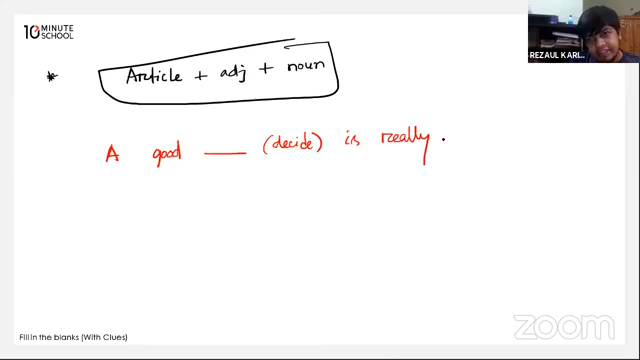 10 MINUTE SCHOOL
REZAUL KARI...
* Article + adj + noun
A good ___ (decide) is really
Fill in the blanks (With Clues)
zoom